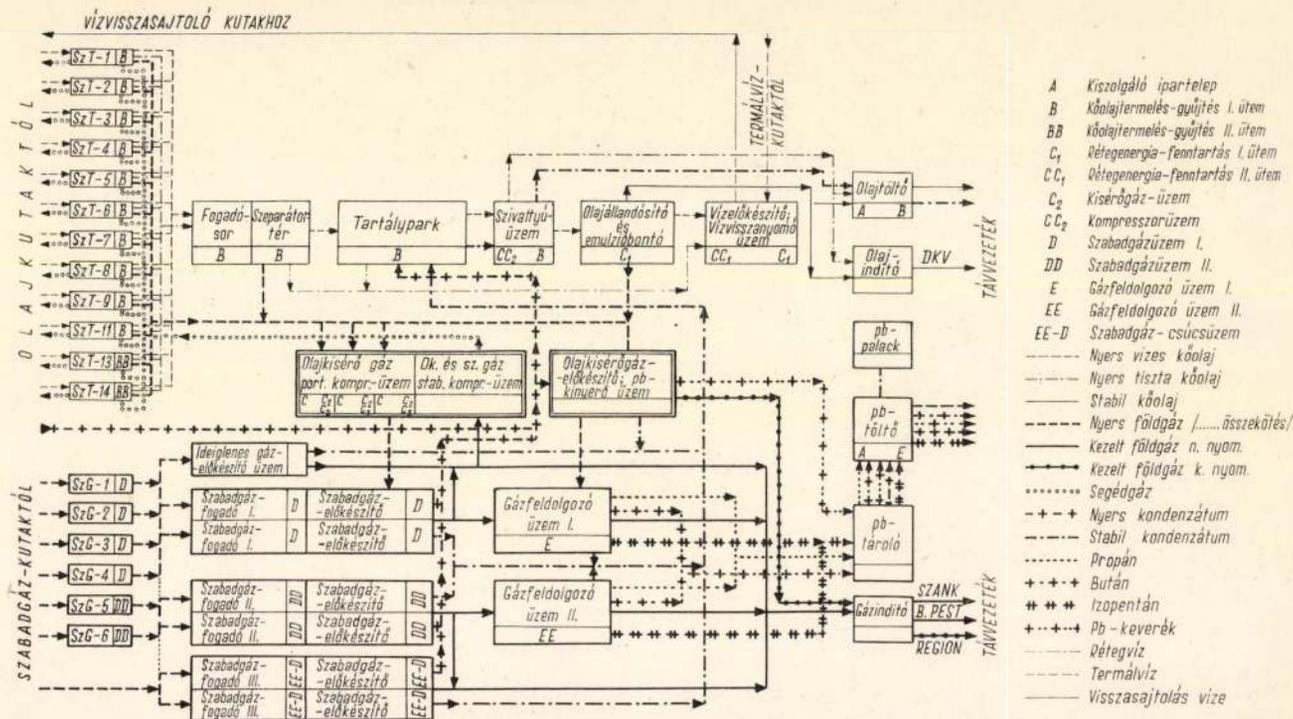 VÍZVISSZASAJTOLÓ KUTAKHOZ
OLAJKUTAKTÓL
SzT-1 B
SzT-2 B
SzT-3 B
SzT-4 B
SzT-5 B
SzT-6 B
SzT-7 B
SzT-8 B
SzT-9 B
SzT-11 B
SzT-13 BB
SzT-14 BB
TERMÁLVÍZ-
KUTAKTÓL
Fogadó-
sor
B
Szeparátor
tér
B
Tartálypark
B
Szivattyú
üzem
CC2 B
Olajállandósító
és
emulzióbontó
C1
Vízelőkészítő;
Vízvisszanyomó
üzem
CC1 C1
Olajtöltő
A B
Olaj-
indító
DKV
TÁVVEZETÉK
Olajkisérő gáz
port. kompr.-üzem
C C2 C C2 C C2
Ok. és sz. gáz
stab. kompr.-üzem
Olajkisérőgáz-
előkészítő; pb-
kinyerő üzem
pb-
palack
pb-
töltő
A E
pb-
tároló
SZABADGÁZ-KUTAKTÓL
SzG-1 D
SzG-2 D
SzG-3 D
SzG-4 D
SzG-5 DD
SzG-6 DD
Ideiglenes gáz-
-előkészítő üzem
Szabadgáz-
fogadó I.
D
Szabadgáz-
-előkészítő
D
Szabadgáz-
fogadó I.
D
Szabadgáz-
-előkészítő
D
Szabadgáz-
fogadó II.
DD
Szabadgáz-
-előkészítő
DD
Szabadgáz-
fogadó II.
DD
Szabadgáz-
-előkészítő
DD
Szabadgáz-
fogadó III.
EE-D
Szabadgáz-
-előkészítő
EE-D
Szabadgáz-
fogadó III.
EE-D
Szabadgáz-
-előkészítő
EE-D
Gázfeldolgozó
üzem I.
E
Gázfeldolgozó
üzem II.
EE
Gázindító
SZANK
B. PEST
REGION
TÁVVEZETÉK
A Kiszolgáló ipartelep
B Kőolajtermelés-gyűjtés I. ütem
BB Kőolajtermelés-gyűjtés II. ütem
C1 Rétegenergia-fenntartás I. ütem
CC1 Rétegenergia-fenntartás II. ütem
C2 Kisérőgáz-üzem
CC2 Kompresszorüzem
D Szabadgázüzem I.
DD Szabadgázüzem II.
E Gázfeldolgozó üzem I.
EE Gázfeldolgozó üzem II.
EE-D Szabadgáz-csúcsüzem
Nyers vizes kőolaj
Nyers tiszta kőolaj
Stabil kőolaj
Nyers földgáz /......összekötés/
Kezelt földgáz n. nyom.
Kezelt földgáz k. nyom.
Segédgáz
Nyers kondenzátum
Stabil kondenzátum
Propán
Bután
Izopentán
Pb-keverék
Rétegvíz
Termálvíz
Visszasajtolás vize